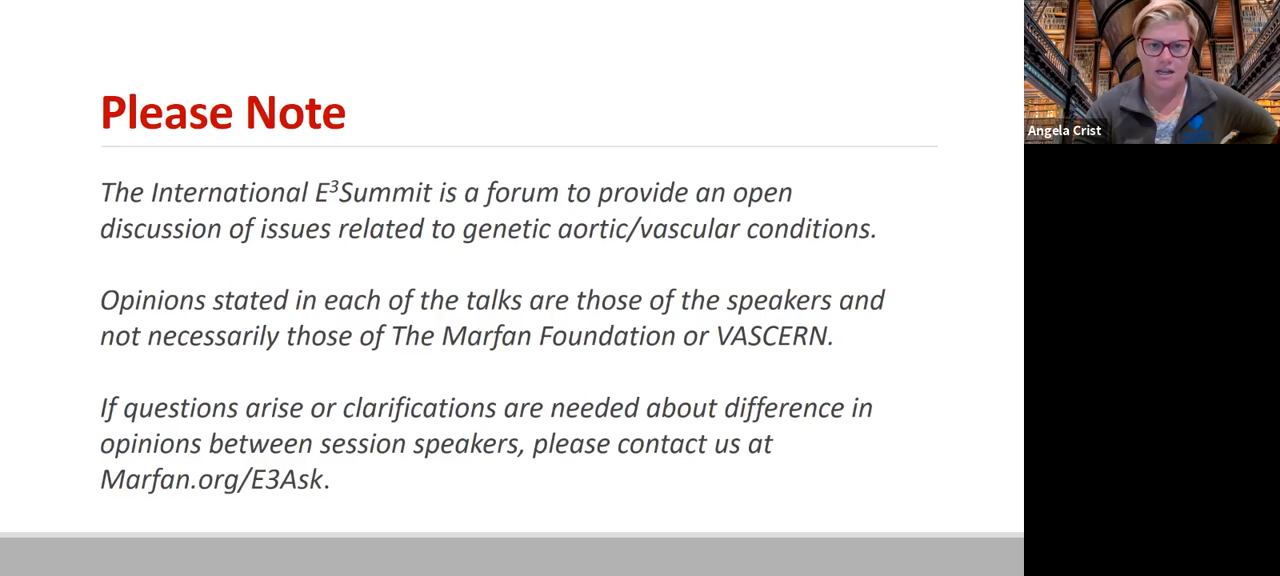 Please Note
The International E³Summit is a forum to provide an open
discussion of issues related to genetic aortic/vascular conditions.
Opinions stated in each of the talks are those of the speakers and
not necessarily those of The Marfan Foundation or VASCERN.
If questions arise or clarifications are needed about difference in
opinions between session speakers, please contact us at
Marfan.org/E3Ask.
Angela Crist